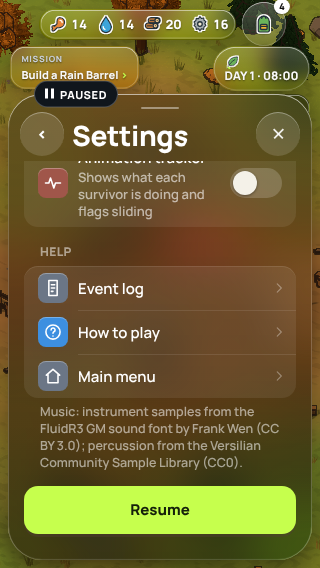 14 14 20 16 4
MISSION
Build a Rain Barrel ›
DAY 1 · 08:00
PAUSED
Settings
Animation tracker
Shows what each
survivor is doing and
flags sliding
HELP
Event log
How to play
Main menu
Music: instrument samples from the
FluidR3 GM sound font by Frank Wen (CC
BY 3.0); percussion from the Versilian
Community Sample Library (CC0).
Resume